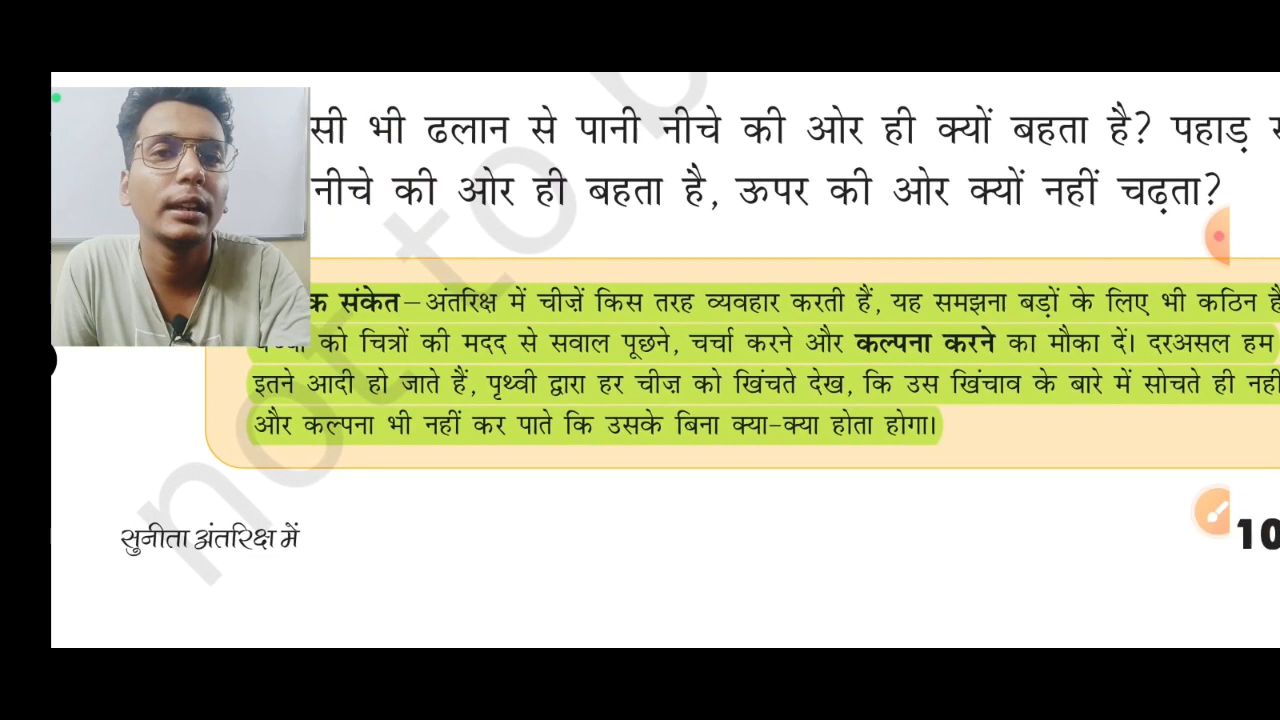 सी भी ढलान से पानी नीचे की ओर ही क्यों बहता है? पहाड़
नीचे की ओर ही बहता है, ऊपर की ओर क्यों नहीं चढ़ता?
क संकेत–अंतरिक्ष में चीज़ें किस तरह व्यवहार करती हैं, यह समझना बड़ों के लिए भी कठिन है
को चित्रों की मदद से सवाल पूछने, चर्चा करने और कल्पना करने का मौका दें। दरअसल हम
इतने आदी हो जाते हैं, पृथ्वी द्वारा हर चीज़ को खिंचते देख, कि उस खिंचाव के बारे में सोचते ही नहीं
और कल्पना भी नहीं कर पाते कि उसके बिना क्या–क्या होता होगा।
सुनीता अंतरिक्ष में
10
not to b